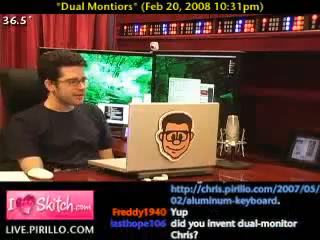 *Dual Montiors* (Feb 20, 2008 10:31pm)
36.5°
I Skitch.com
LIVE.PIRILLO.COM
http://chris.pirillo.com/2007/05/
02/aluminum-keyboard.
Freddy1940 Yup
lasthope106 did you invent dual-monitor
Chris?